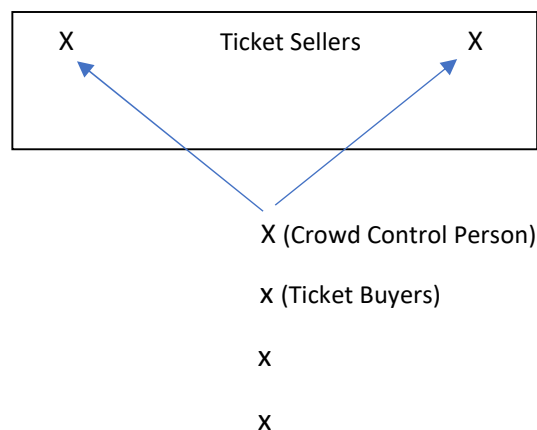 X Ticket Sellers X
X (Crowd Control Person)
x (Ticket Buyers)
x
x